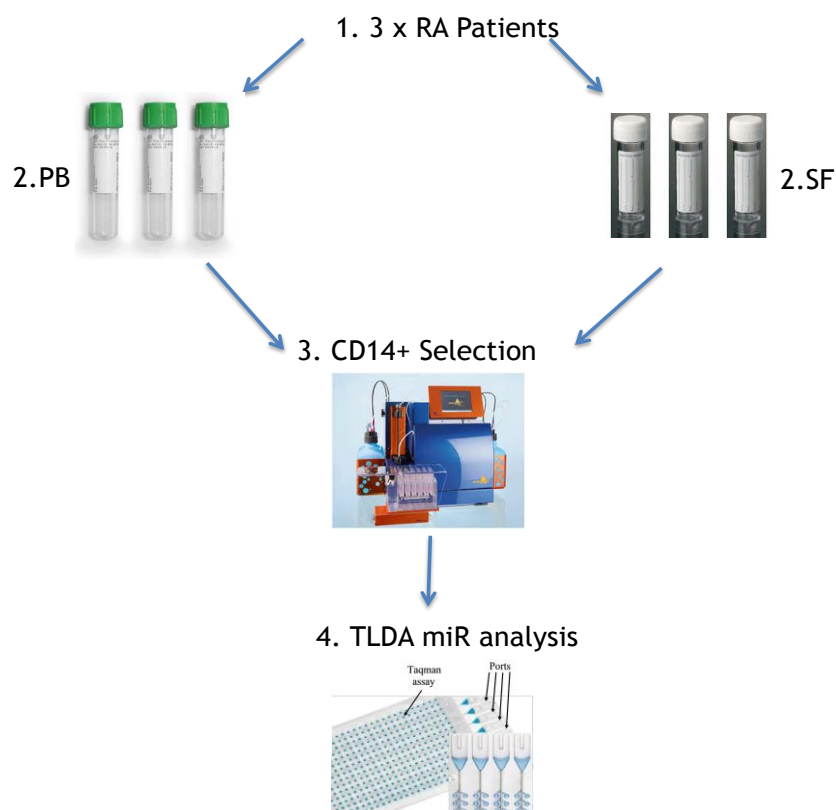 1. 3 x RA Patients
2.PB
2.SF
3. CD14+ Selection
4. TLDA miR analysis
Taqman
assay
Ports